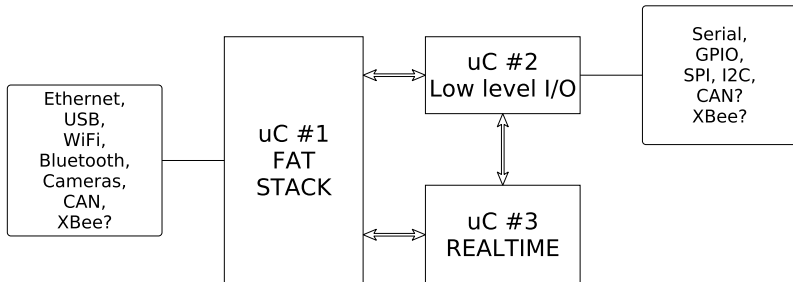 Ethernet,
USB,
WiFi,
Bluetooth,
Cameras,
CAN,
XBee?
uC #1
FAT
STACK
uC #2
Low level I/O
uC #3
REALTIME
Serial,
GPIO,
SPI, I2C,
CAN?
XBee?